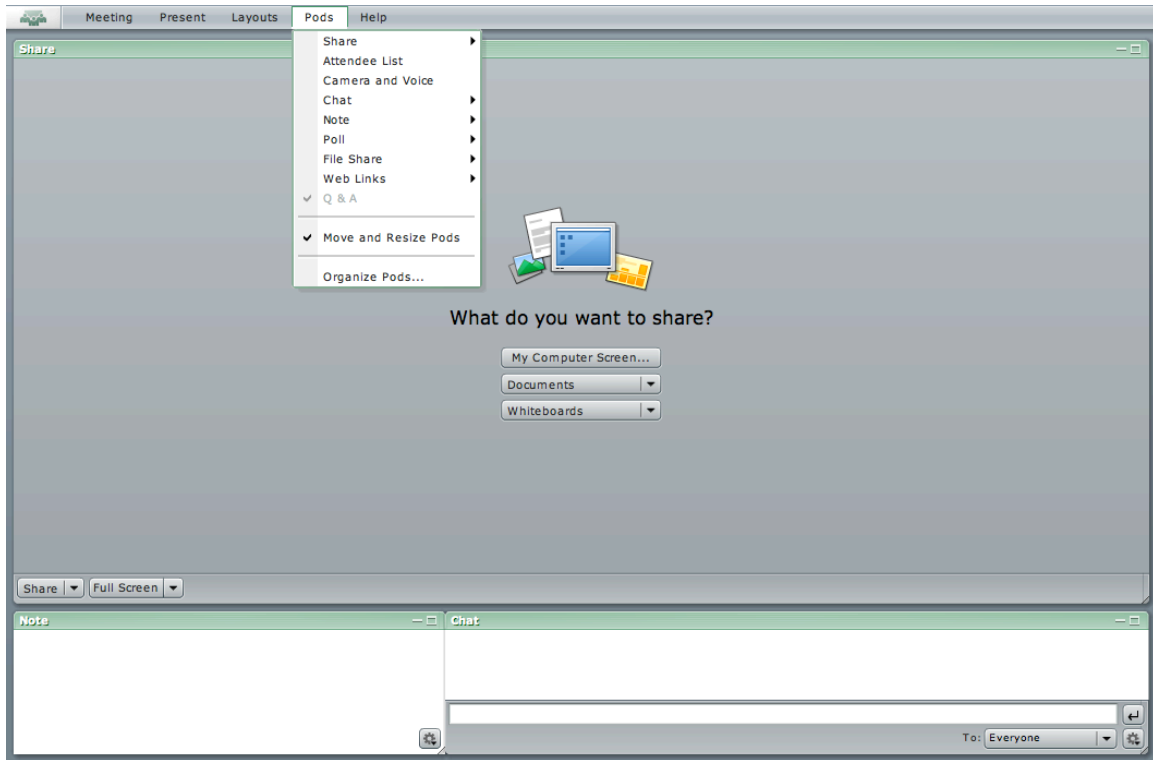 Meeting Present Layouts Pods Help
Share
Share
Attendee List
Camera and Voice
Chat
Note
Poll
File Share
Web Links
Q & A
Move and Resize Pods
Organize Pods...
What do you want to share?
My Computer Screen...
Documents
Whiteboards
Share Full Screen
Note Chat
To: Everyone